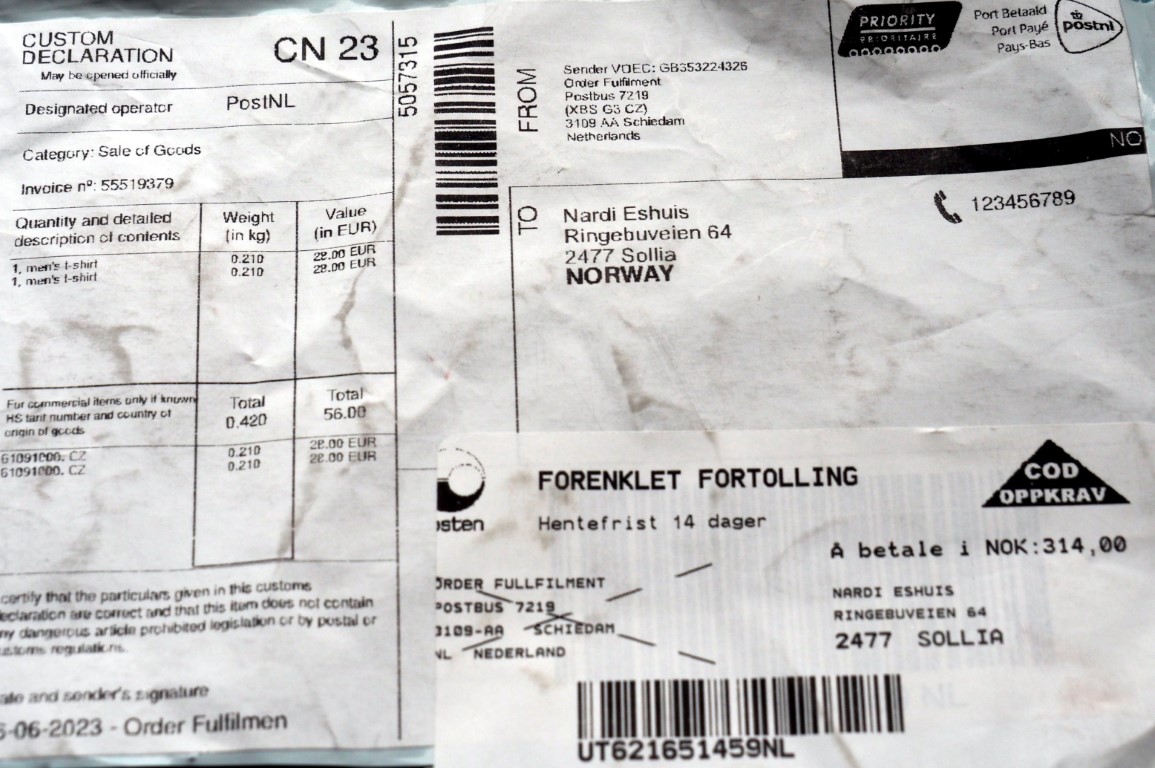 CUSTOM
DECLARATION
CN 23
May be opened officially
Designated operator PostNL
Category: Sale of Goods
Invoice nº: 55519379
Quantity and detailed
description of contents
Weight
(in kg)
Value
(in EUR)
1, men's t-shirt 0.210 28.00 EUR
1, men's t-shirt 0.210 28.00 EUR
For commercial items only if known
HS tarif number and country of
origin of goods
Total
0.420
Total
56.00
61091000, CZ 0.210 28.00 EUR
61091000, CZ 0.210 28.00 EUR
certify that the particulars given in this customs
eclaration are correct and that this item does not contain
ny dangerous article prohibited legislation or by postal or
ustoms regulations.
ate and sender's signature
6-06-2023 - Order Fulfilmen
5057315
FROM
Sender VOEC: GB353224326
Order Fulfilment
Postbus 7219
(XBS G3 CZ)
3109 AA Schiedam
Netherlands
PRIORITY
PRIORITAIRE
Port Betaald
Port Payé
Pays-Bas
postnl
NO
TO
Nardi Eshuis
Ringebuveien 64
2477 Sollia
NORWAY
123456789
osten
FORENKLET FORTOLLING
Hentefrist 14 dager
COD
OPPKRAV
Å betale i NOK:314,00
ORDER FULLFILMENT
POSTBUS 7219
3109-AA SCHIEDAM
NL NEDERLAND
NARDI ESHUIS
RINGEBUVEIEN 64
2477 SOLLIA
NL
UT621651459NL